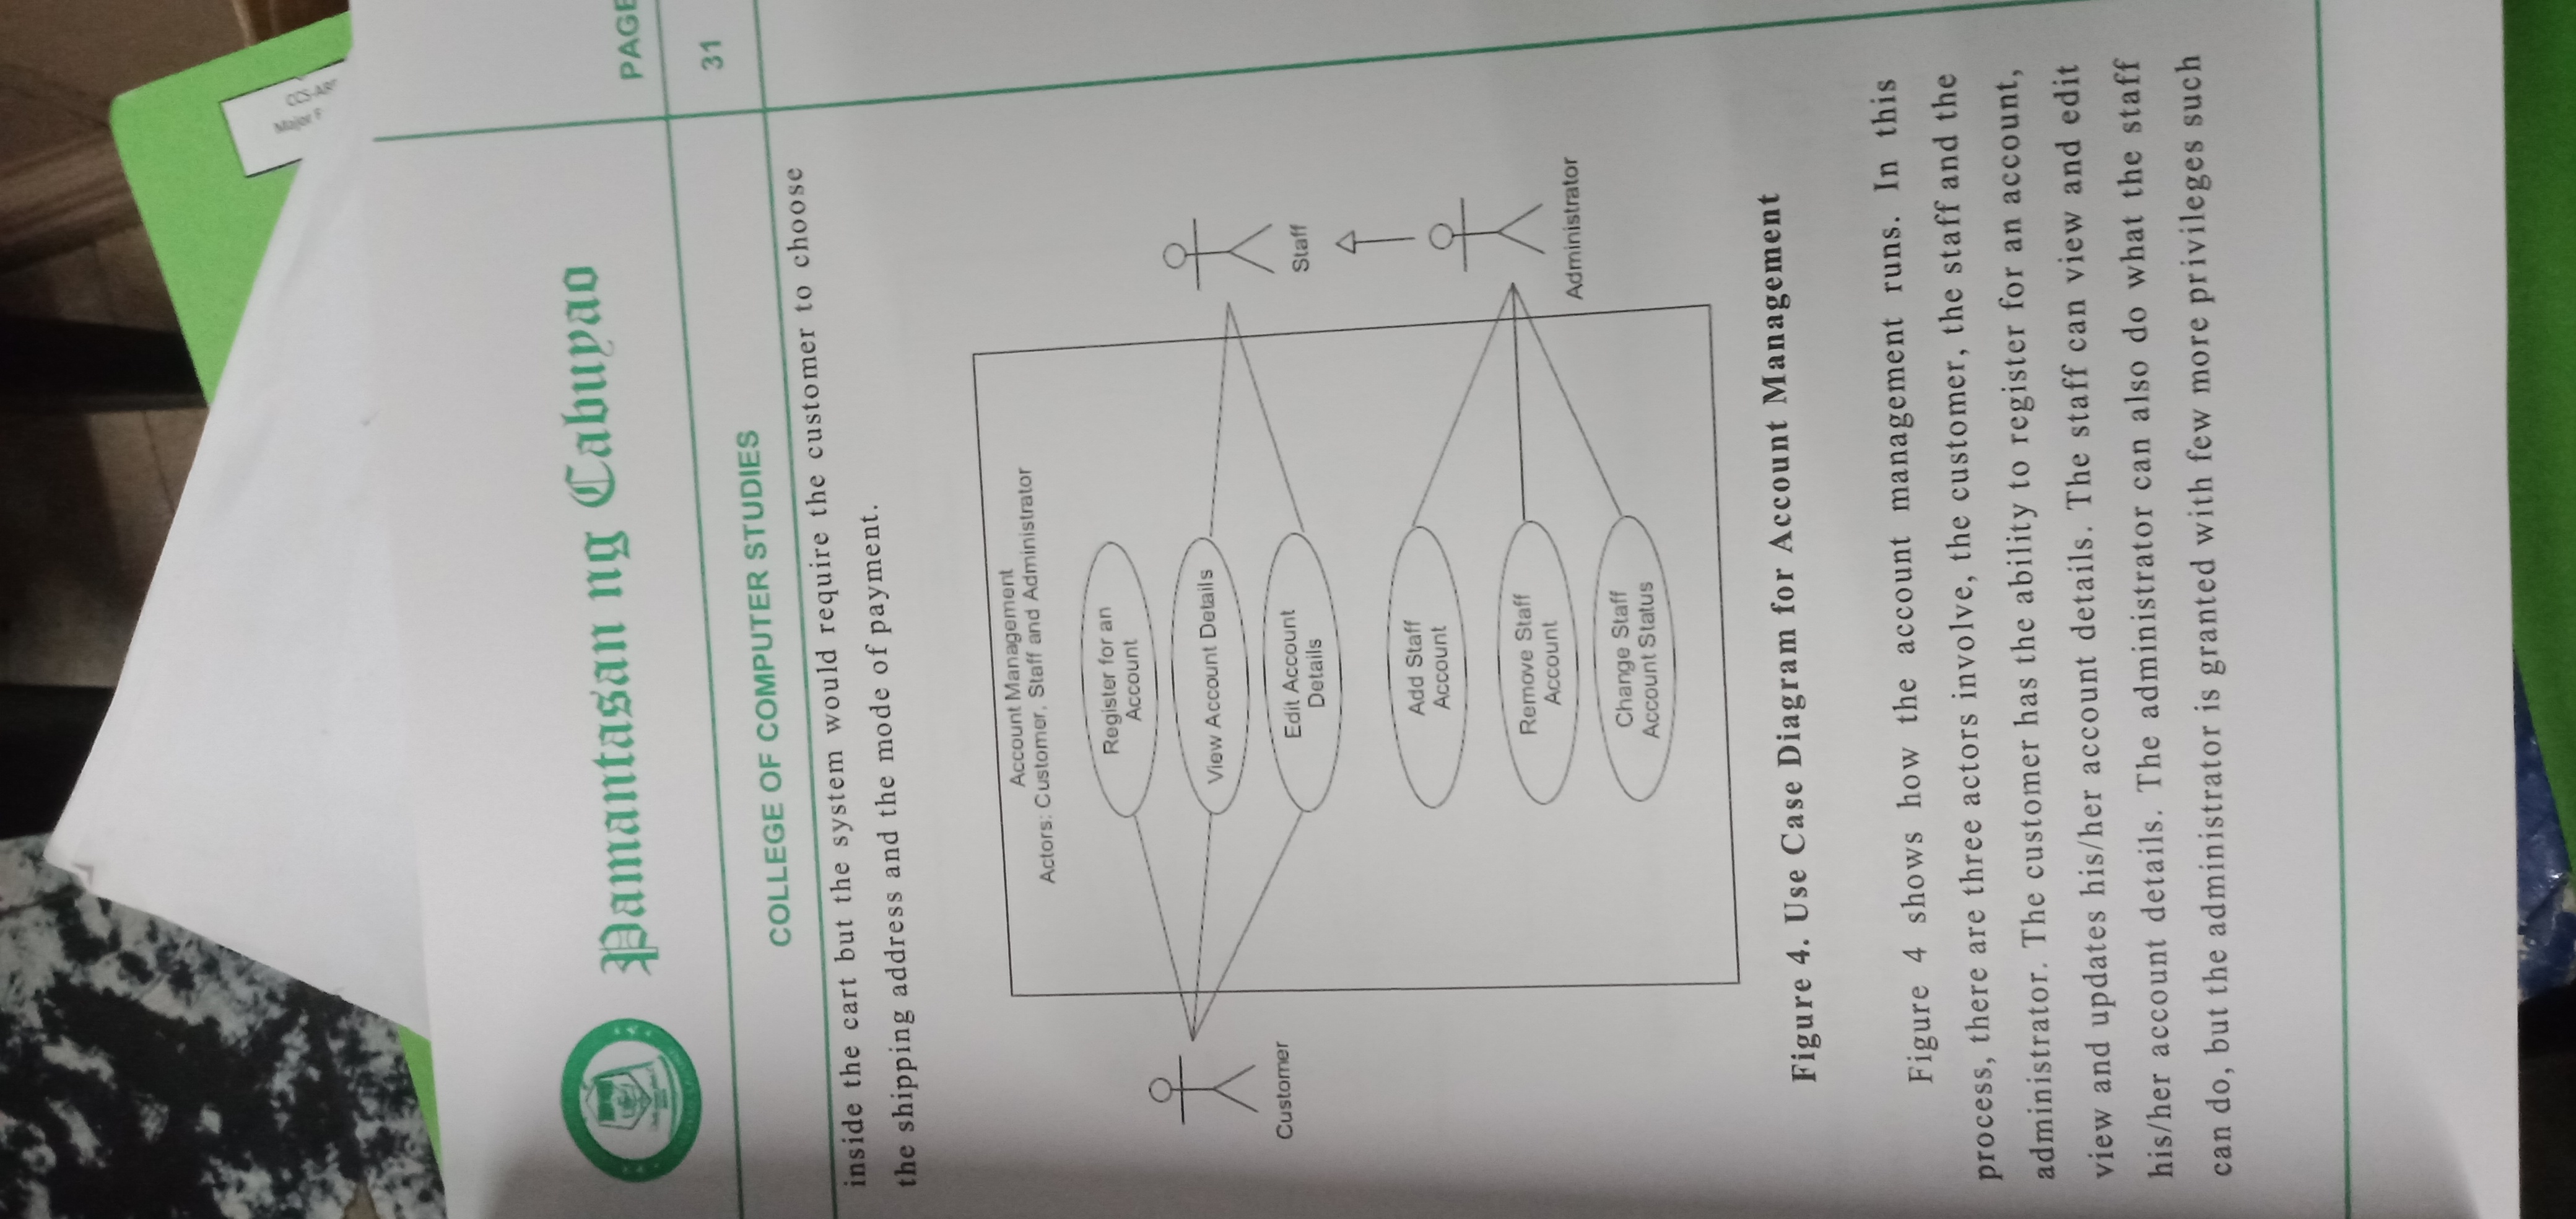 CCS-
Major F
Pamantasan ng Cabuyao
PAGE
31
COLLEGE OF COMPUTER STUDIES
inside the cart but the system would require the customer to choose
the shipping address and the mode of payment.
Account Management
Actors: Customer, Staff and Administrator
Register for an
Account
View Account Details
Edit Account
Details
Customer
Staff
Add Staff
Account
Remove Staff
Account
Change Staff
Account Status
Administrator
Figure 4. Use Case Diagram for Account Management
Figure 4 shows how the account management runs. In this
process, there are three actors involve, the customer, the staff and the
administrator. The customer has the ability to register for an account,
view and updates his/her account details. The staff can view and edit
his/her account details. The administrator can also do what the staff
can do, but the administrator is granted with few more privileges such